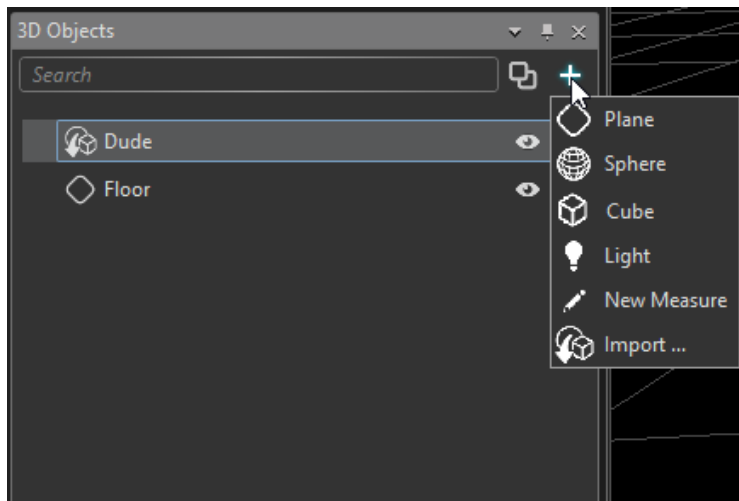 3D Objects
Search
Dude
Floor
Plane
Sphere
Cube
Light
New Measure
Import ...